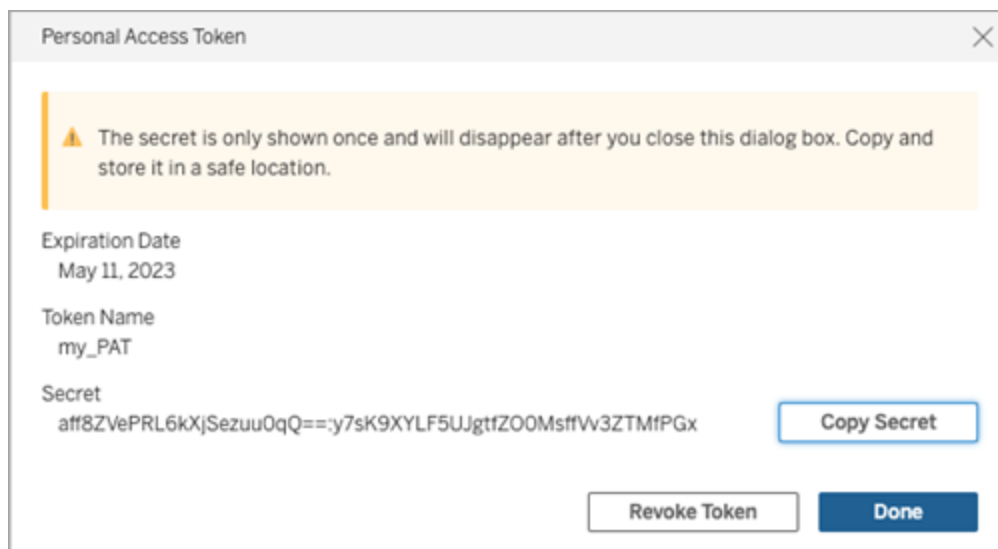 Personal Access Token
The secret is only shown once and will disappear after you close this dialog box. Copy and
store it in a safe location.
Expiration Date
May 11, 2023
Token Name
my_PAT
Secret
aff8ZVePRL6kXjSezuu0qQ==:y7sK9XYLF5UJgtfZO0MsffVv3ZTMfPGx
Copy Secret
Revoke Token
Done